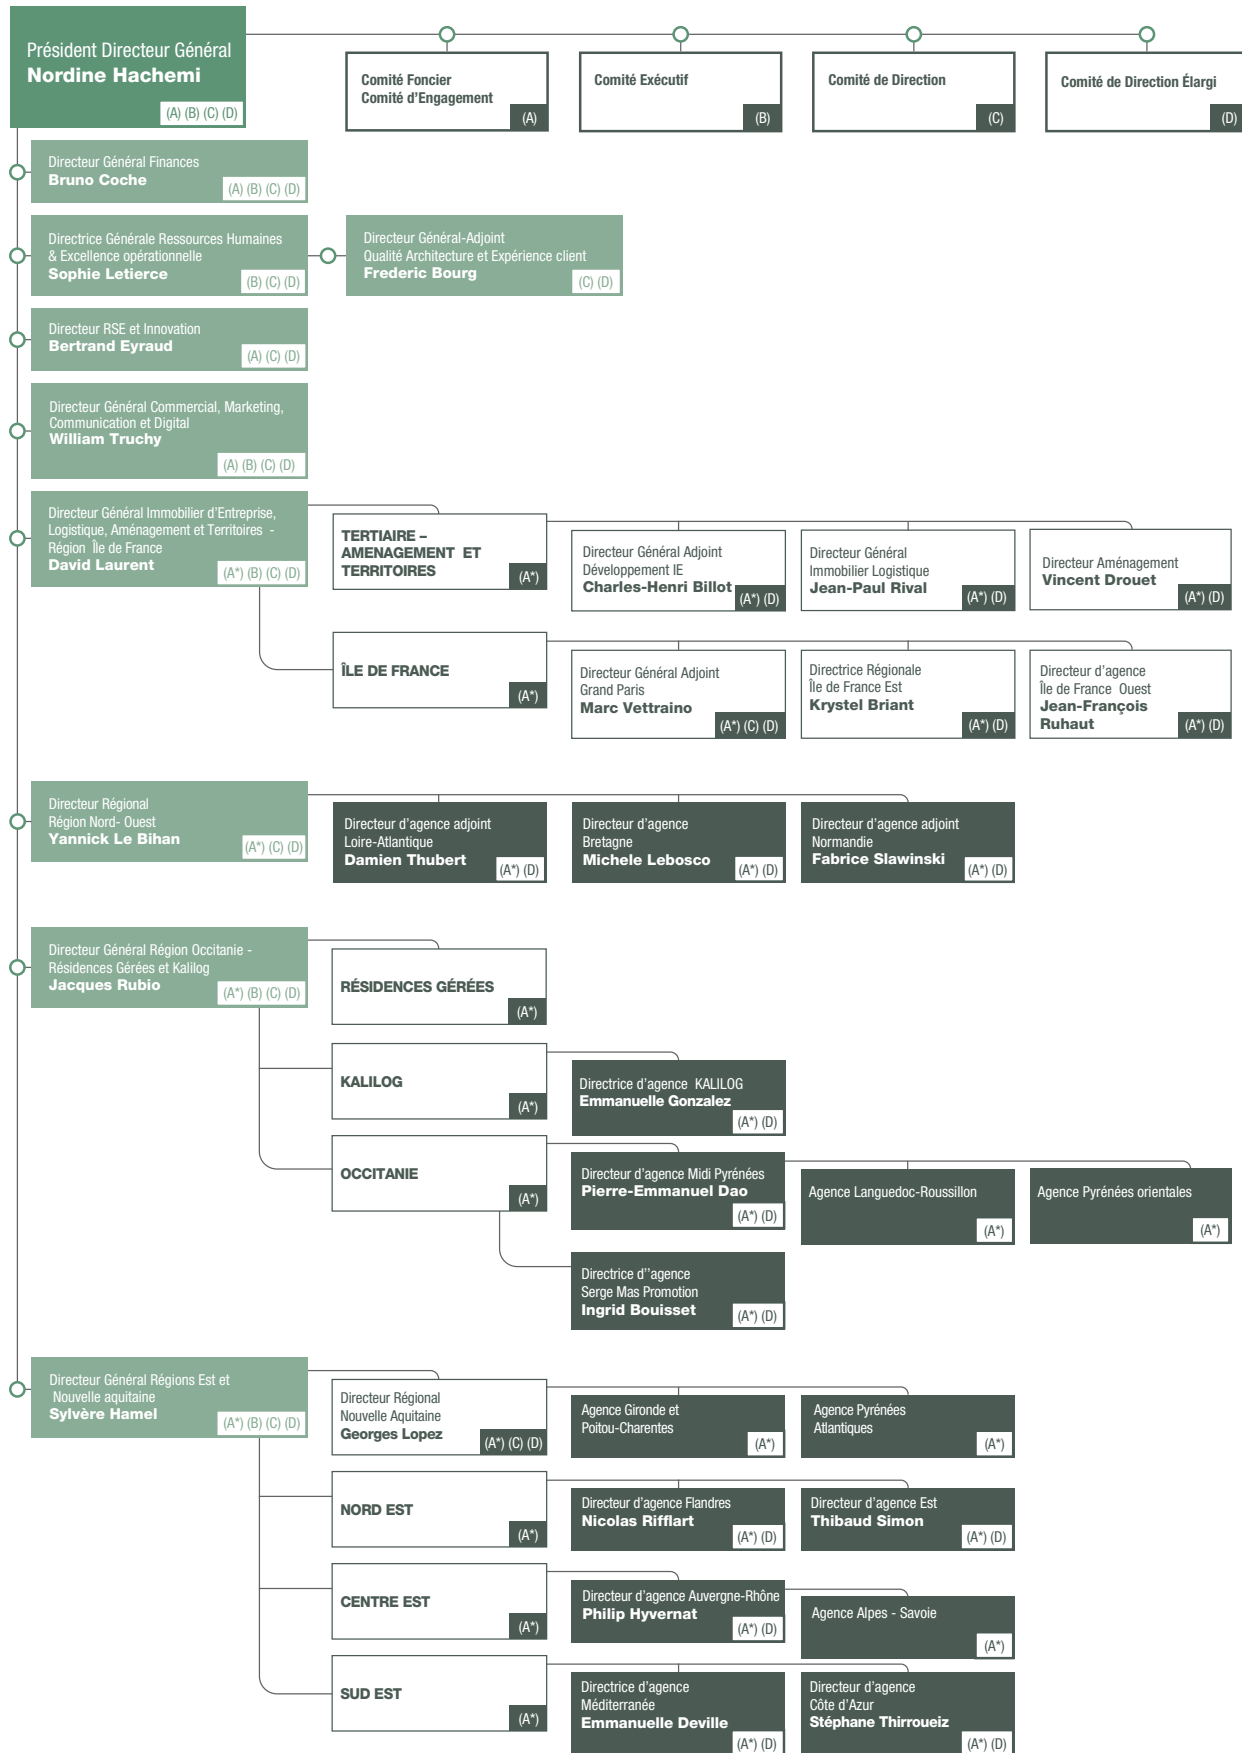 Président Directeur Général
Nordine Hachemi
(A) (B) (C) (D)
Comité Foncier
Comité d'Engagement
(A)
Comité Exécutif
(B)
Comité de Direction
(C)
Comité de Direction Élargi
(D)
Directeur Général Finances
Bruno Coche
(A) (B) (C) (D)
Directrice Générale Ressources Humaines
& Excellence opérationnelle
Sophie Letierce
(B) (C) (D)
Directeur Général-Adjoint
Qualité Architecture et Expérience client
Frederic Bourg
(C) (D)
Directeur RSE et Innovation
Bertrand Eyraud
(A) (C) (D)
Directeur Général Commercial, Marketing,
Communication et Digital
William Truchy
(A) (B) (C) (D)
Directeur Général Immobilier d'Entreprise,
Logistique, Aménagement et Territoires -
Région Île de France
David Laurent
(A*) (B) (C) (D)
TERTIAIRE –
AMENAGEMENT ET
TERRITOIRES
(A*)
Directeur Général Adjoint
Développement IE
Charles-Henri Billot
(A*) (D)
Directeur Général
Immobilier Logistique
Jean-Paul Rival
(A*) (D)
Directeur Aménagement
Vincent Drouet
(A*) (D)
ÎLE DE FRANCE
(A*)
Directeur Général Adjoint
Grand Paris
Marc Vettraino
(A*) (C) (D)
Directrice Régionale
Île de France Est
Krystel Briant
(A*) (D)
Directeur d'agence
Île de France Ouest
Jean-François
Ruhaut
(A*) (D)
Directeur Régional
Région Nord- Ouest
Yannick Le Bihan
(A*) (C) (D)
Directeur d'agence adjoint
Loire-Atlantique
Damien Thubert
(A*) (D)
Directeur d'agence
Bretagne
Michele Lebosco
(A*) (D)
Directeur d'agence adjoint
Normandie
Fabrice Slawinski
(A*) (D)
Directeur Général Région Occitanie -
Résidences Gérées et Kalilog
Jacques Rubio
(A*) (B) (C) (D)
RÉSIDENCES GÉRÉES
(A*)
KALILOG
(A*)
Directrice d'agence KALILOG
Emmanuelle Gonzalez
(A*) (D)
OCCITANIE
(A*)
Directeur d'agence Midi Pyrénées
Pierre-Emmanuel Dao
(A*) (D)
Agence Languedoc-Roussillon
(A*)
Agence Pyrénées orientales
(A*)
Directrice d''agence
Serge Mas Promotion
Ingrid Bouisset
(A*) (D)
Directeur Général Régions Est et
Nouvelle aquitaine
Sylvère Hamel
(A*) (B) (C) (D)
Directeur Régional
Nouvelle Aquitaine
Georges Lopez
(A*) (C) (D)
Agence Gironde et
Poitou-Charentes
(A*)
Agence Pyrénées
Atlantiques
(A*)
NORD EST
(A*)
Directeur d'agence Flandres
Nicolas Rifflart
(A*) (D)
Directeur d'agence Est
Thibaud Simon
(A*) (D)
CENTRE EST
(A*)
Directeur d'agence Auvergne-Rhône
Philip Hyvernat
(A*) (D)
Agence Alpes - Savoie
(A*)
SUD EST
(A*)
Directrice d'agence
Méditerranée
Emmanuelle Deville
(A*) (D)
Directeur d'agence
Côte d'Azur
Stéphane Thirroueiz
(A*) (D)